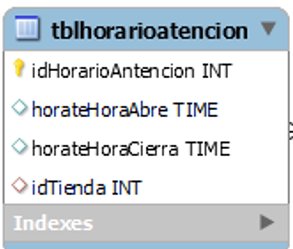 tblhorarioatencion
idHorarioAntencion INT
horateHoraAbre TIME
horateHoraCierra TIME
idTienda INT
Indexes